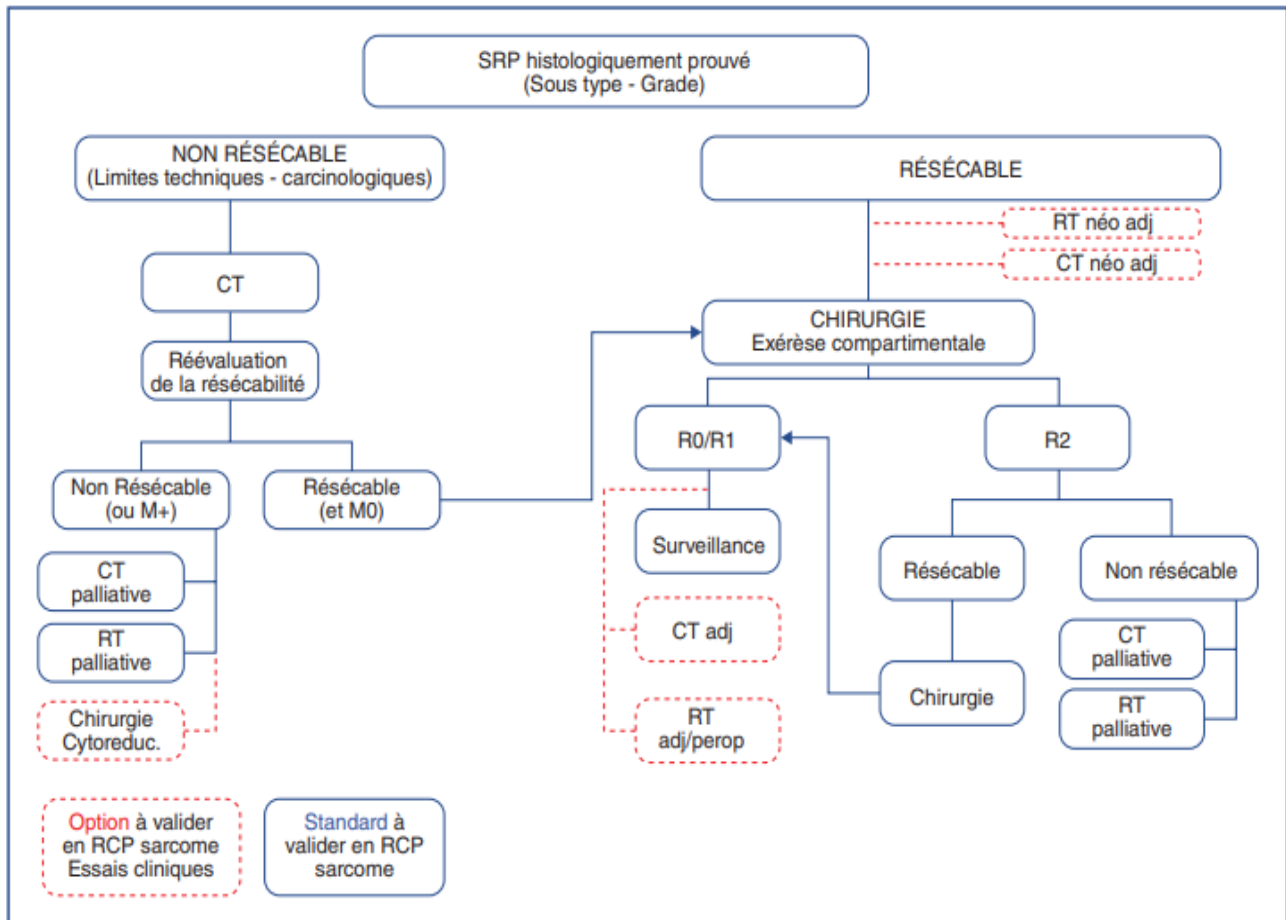 SRP histologiquement prouvé
(Sous type - Grade)
NON RÉSÉCABLE
(Limites techniques - carcinologiques)
RÉSÉCABLE
RT néo adj
CT néo adj
CT
CHIRURGIE
Exérèse compartimentale
Réévaluation
de la résécabilité
R0/R1
R2
Non Résécable
(ou M+)
Résécable
(et M0)
Surveillance
Résécable
Non résécable
CT
palliative
RT
palliative
Chirurgie
Cytoreduc.
CT adj
RT
adj/perop
Chirurgie
CT
palliative
RT
palliative
Option à valider
en RCP sarcome
Essais cliniques
Standard à
valider en RCP
sarcome